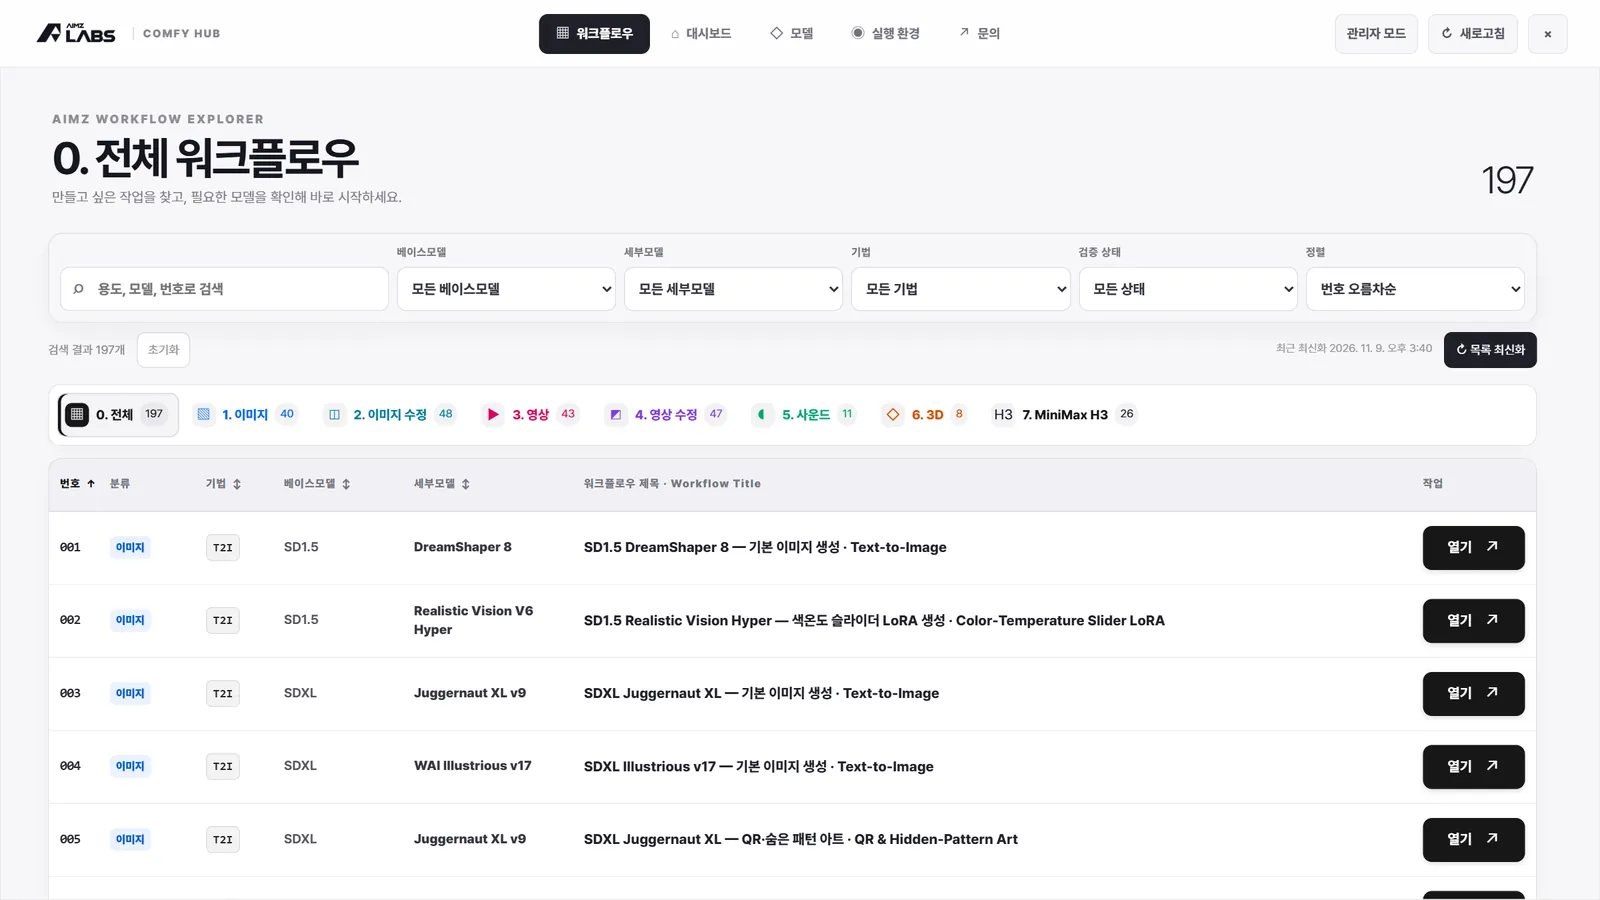 AIMZ LABS COMFY HUB
워크플로우 대시보드 모델 실행 환경 문의
관리자 모드 새로고침 ×
AIMZ WORKFLOW EXPLORER
0. 전체 워크플로우
만들고 싶은 작업을 찾고, 필요한 모델을 확인해 바로 시작하세요.
197
베이스모델 세부모델 기법 검증 상태 정렬
용도, 모델, 번호로 검색 모든 베이스모델 모든 세부모델 모든 기법 모든 상태 번호 오름차순
검색 결과 197개 초기화 최근 최신화 2026. 11. 9. 오후 3:40 목록 최신화
0. 전체 197 1. 이미지 40 2. 이미지 수정 48 3. 영상 43 4. 영상 수정 47 5. 사운드 11 6. 3D 8 H3 7. MiniMax H3 26
번호 ↑ 분류 기법 ↕ 베이스모델 ↕ 세부모델 ↕ 워크플로우 제목 · Workflow Title 작업
001 이미지 T2I SD1.5 DreamShaper 8 SD1.5 DreamShaper 8 — 기본 이미지 생성 · Text-to-Image 열기 ↗
002 이미지 T2I SD1.5 Realistic Vision V6 Hyper SD1.5 Realistic Vision Hyper — 색온도 슬라이더 LoRA 생성 · Color-Temperature Slider LoRA 열기 ↗
003 이미지 T2I SDXL Juggernaut XL v9 SDXL Juggernaut XL — 기본 이미지 생성 · Text-to-Image 열기 ↗
004 이미지 T2I SDXL WAI Illustrious v17 SDXL Illustrious v17 — 기본 이미지 생성 · Text-to-Image 열기 ↗
005 이미지 T2I SDXL Juggernaut XL v9 SDXL Juggernaut XL — QR·숨은 패턴 아트 · QR & Hidden-Pattern Art 열기 ↗